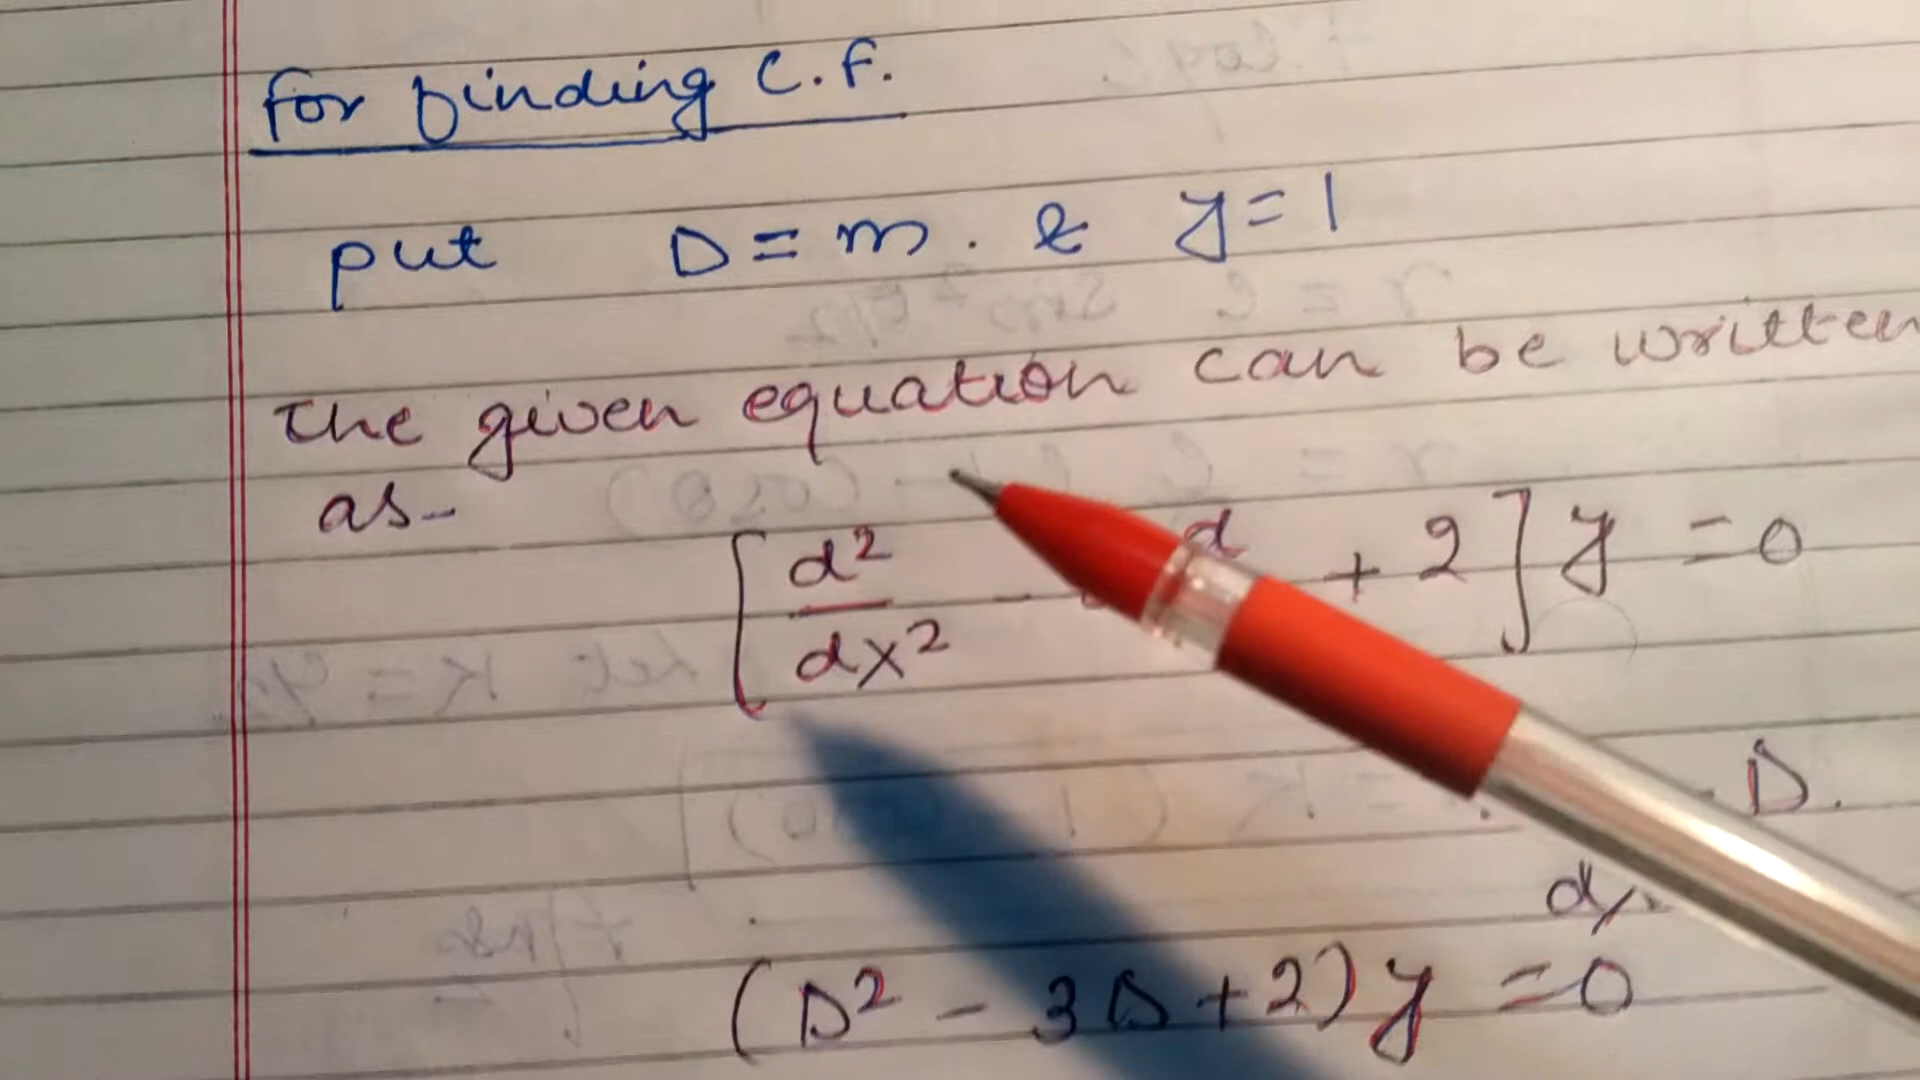 for finding C.F.
put D = m. & y = 1
The given equation can be written
as-
[d²/dx² - d + 2] y = 0
D.
d
(D² - 3D + 2) y = 0